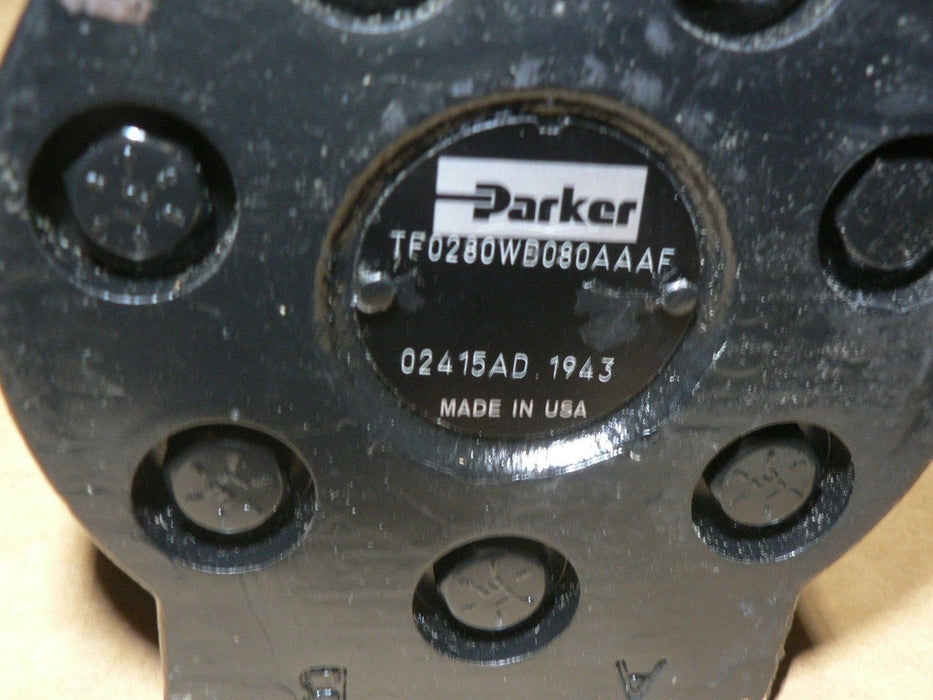 Parker
TF0280WB080AAAF
02415AD 1943
MADE IN USA
B A